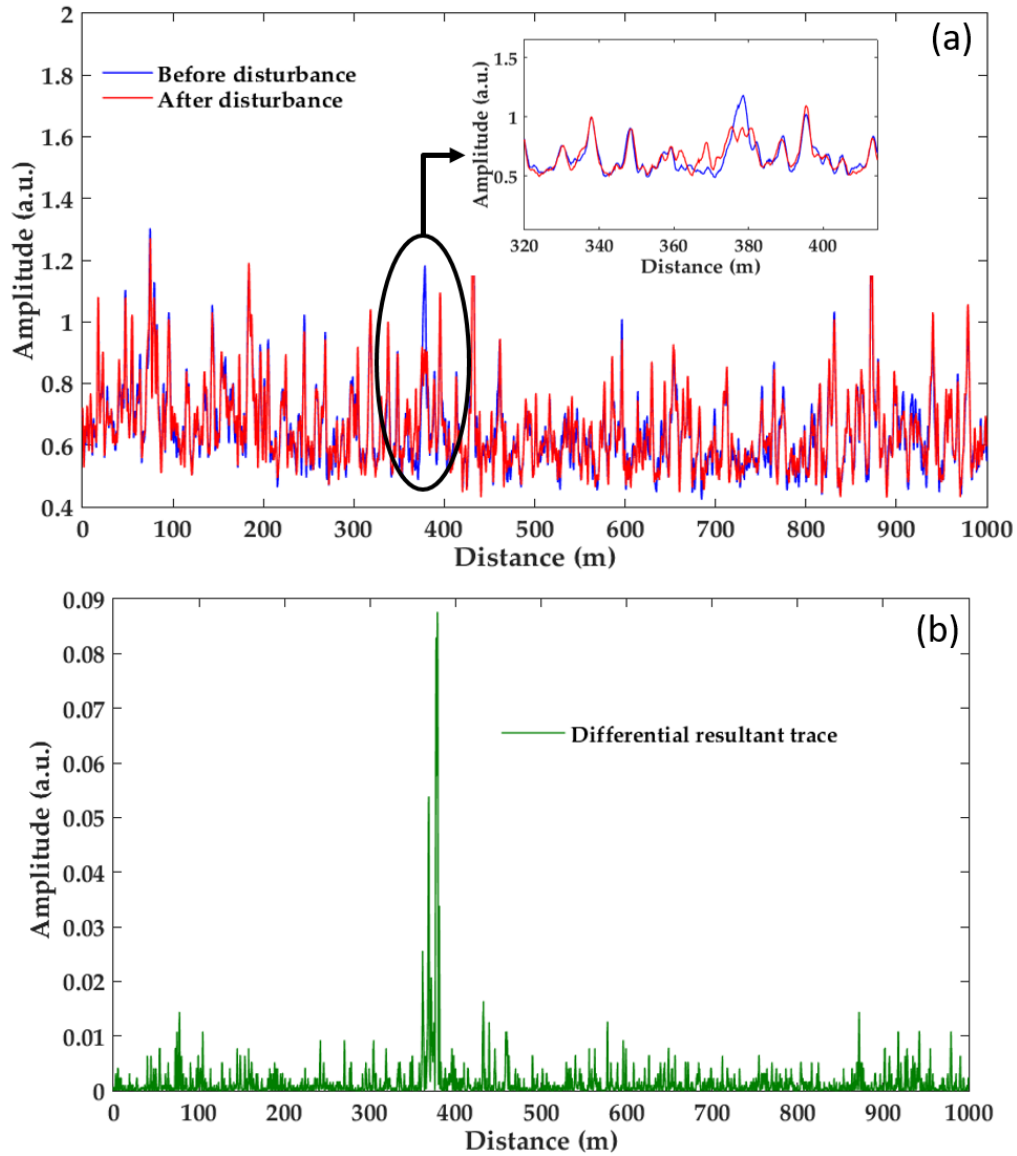 (a)
Before disturbance
After disturbance
Amplitude (a.u.)
2
1.8
1.6
1.4
1.2
1
0.8
0.6
0.4
0 100 200 300 400 500 600 700 800 900 1000
Distance (m)
Amplitude (a.u.)
1.5
1
0.5
320 340 360 380 400
Distance (m)
(b)
Differential resultant trace
Amplitude (a.u.)
0.09
0.08
0.07
0.06
0.05
0.04
0.03
0.02
0.01
0
0 100 200 300 400 500 600 700 800 900 1000
Distance (m)